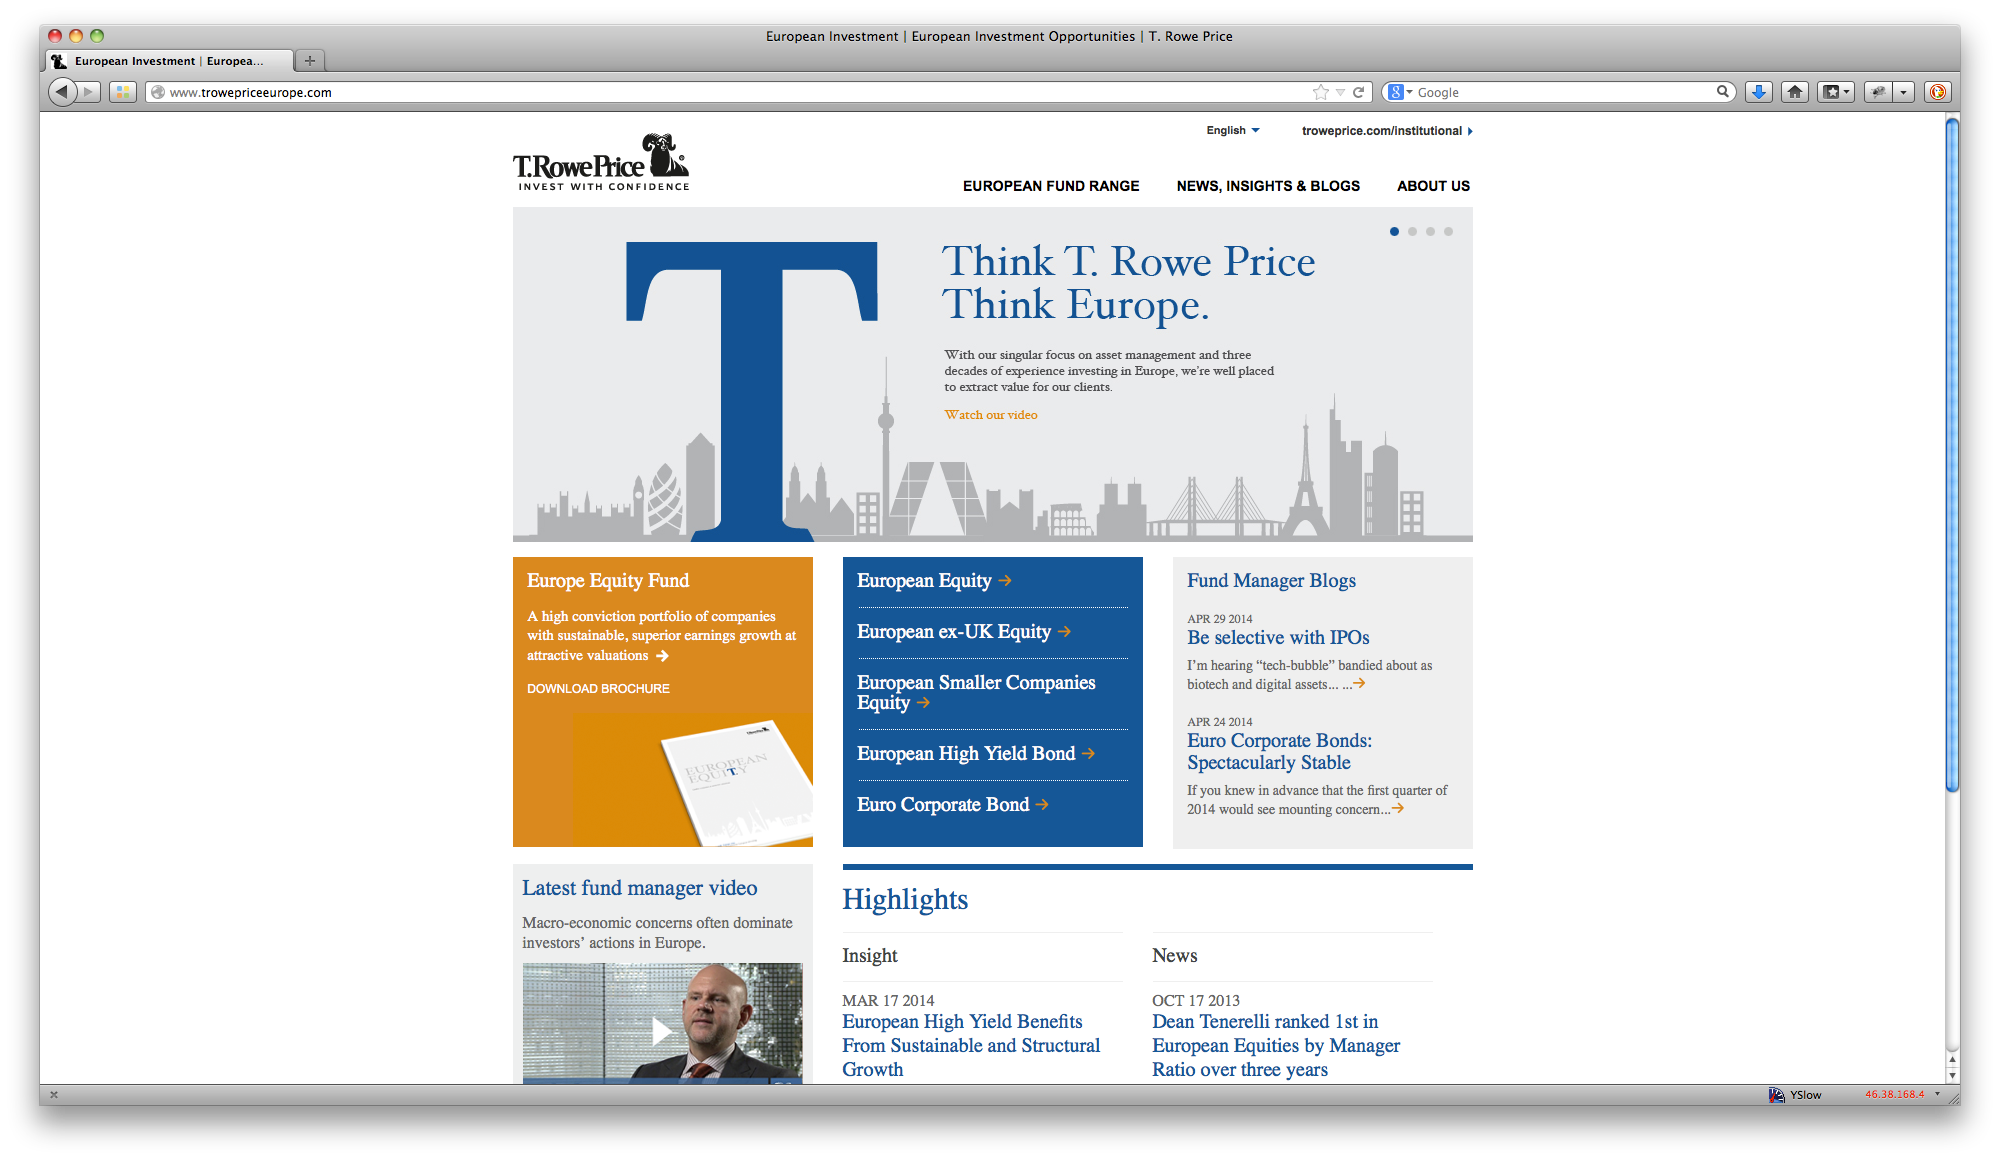 European Investment | European Investment Opportunities | T. Rowe Price
European Investment | Europea...
www.trowepriceeurope.com
Google
English
troweprice.com/institutional
T.RowePrice
INVEST WITH CONFIDENCE
EUROPEAN FUND RANGE
NEWS, INSIGHTS & BLOGS
ABOUT US
Think T. Rowe Price
Think Europe.
With our singular focus on asset management and three
decades of experience investing in Europe, we're well placed
to extract value for our clients.
Watch our video
Europe Equity Fund
A high conviction portfolio of companies
with sustainable, superior earnings growth at
attractive valuations
DOWNLOAD BROCHURE
EUROPEAN
EQUITY
European Equity
European ex-UK Equity
European Smaller Companies
Equity
European High Yield Bond
Euro Corporate Bond
Fund Manager Blogs
APR 29 2014
Be selective with IPOs
I'm hearing “tech-bubble” bandied about as
biotech and digital assets... ...
APR 24 2014
Euro Corporate Bonds:
Spectacularly Stable
If you knew in advance that the first quarter of
2014 would see mounting concern...
Latest fund manager video
Macro-economic concerns often dominate
investors’ actions in Europe.
Highlights
Insight
MAR 17 2014
European High Yield Benefits
From Sustainable and Structural
Growth
News
OCT 17 2013
Dean Tenerelli ranked 1st in
European Equities by Manager
Ratio over three years
YSlow
46.38.168.4